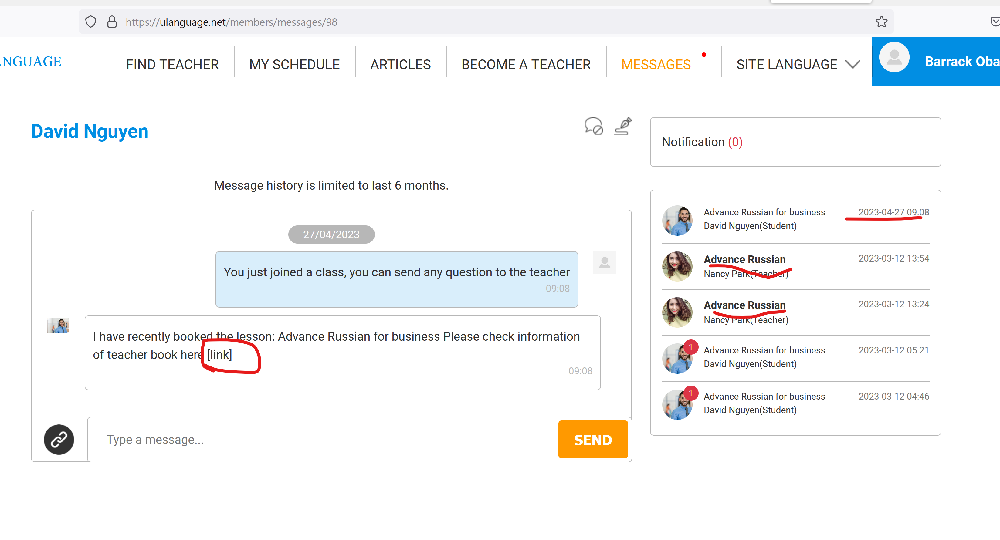 https://ulanguage.net/members/messages/98
ANGUAGE
FIND TEACHER
MY SCHEDULE
ARTICLES
BECOME A TEACHER
MESSAGES
SITE LANGUAGE
Barrack Oba
David Nguyen
Message history is limited to last 6 months.
27/04/2023
You just joined a class, you can send any question to the teacher
09:08
I have recently booked the lesson: Advance Russian for business Please check information
of teacher book here [link]
09:08
Type a message...
SEND
Notification (0)
Advance Russian for business
2023-04-27 09:08
David Nguyen(Student)
Advance Russian
2023-03-12 13:54
Nancy Park(Teacher)
Advance Russian
2023-03-12 13:24
Nancy Park(Teacher)
1
Advance Russian for business
2023-03-12 05:21
David Nguyen(Student)
1
Advance Russian for business
2023-03-12 04:46
David Nguyen(Student)